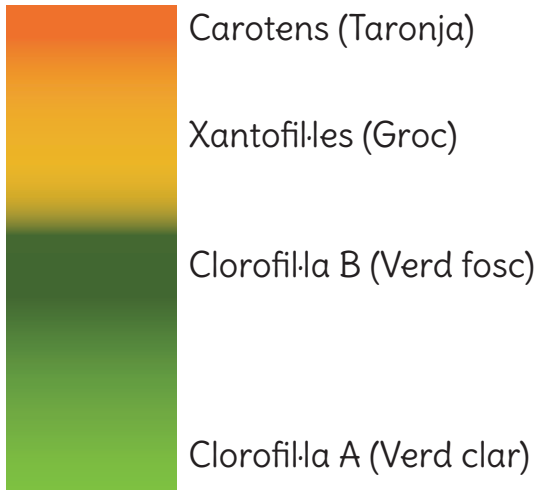 Carotens (Taronja)
Xantofil·les (Groc)
Clorofil·la B (Verd fosc)
Clorofil·la A (Verd clar)